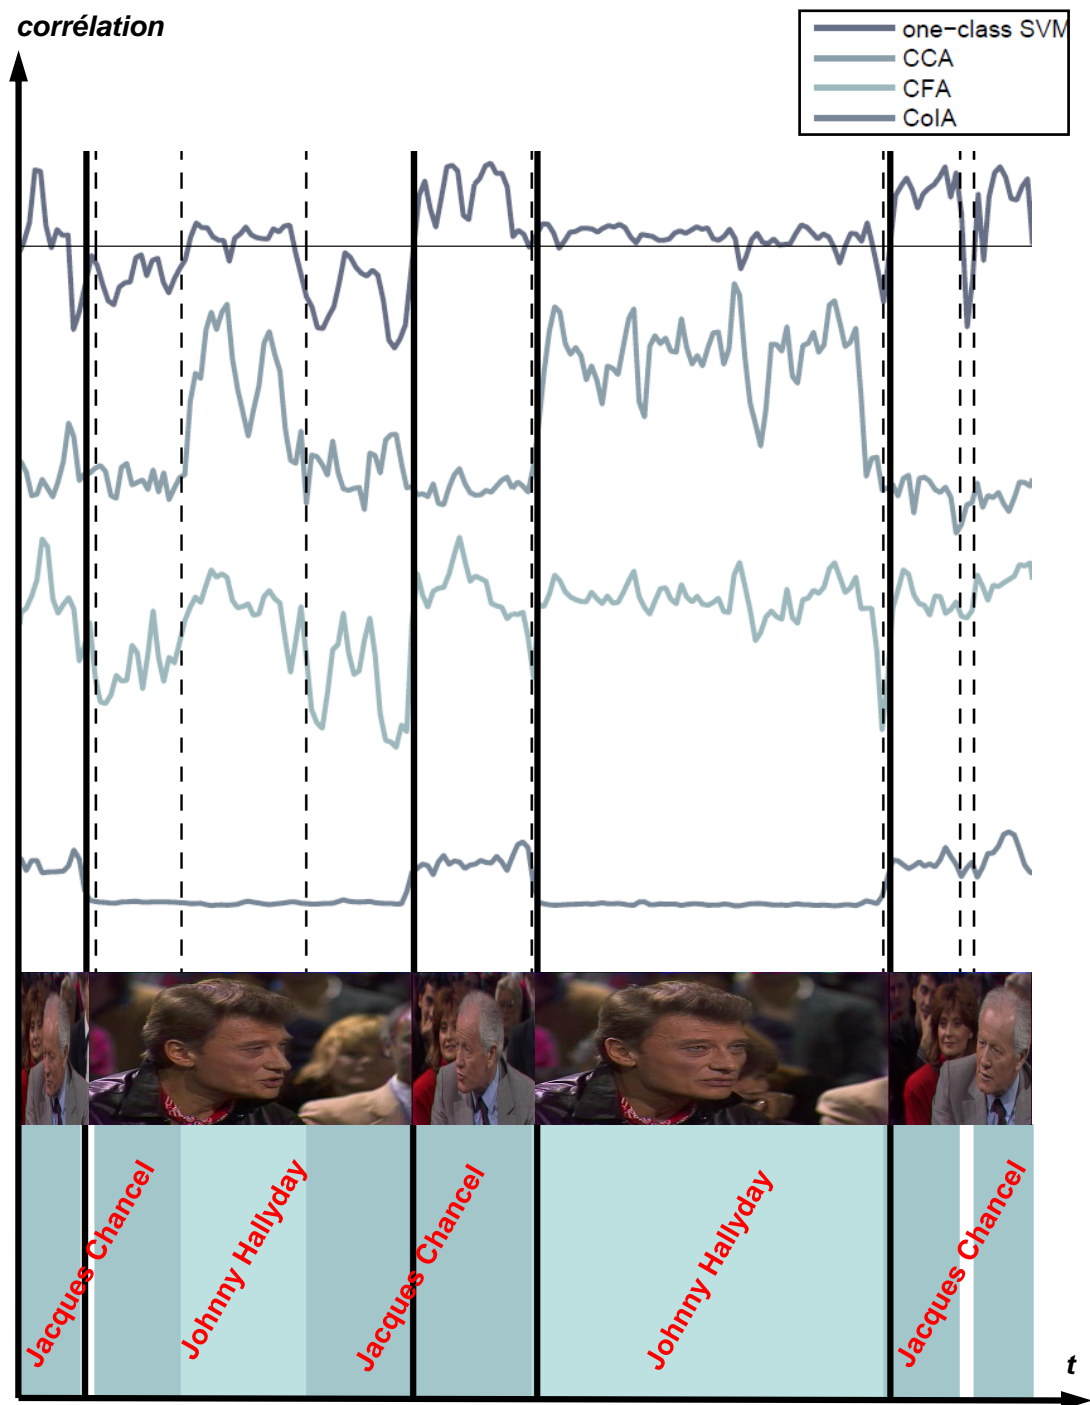 corrélation
one−class SVM
CCA
CFA
CoIA
Jacques Chancel
Johnny Hallyday
Jacques Chancel
Johnny Hallyday
Jacques Chancel
t